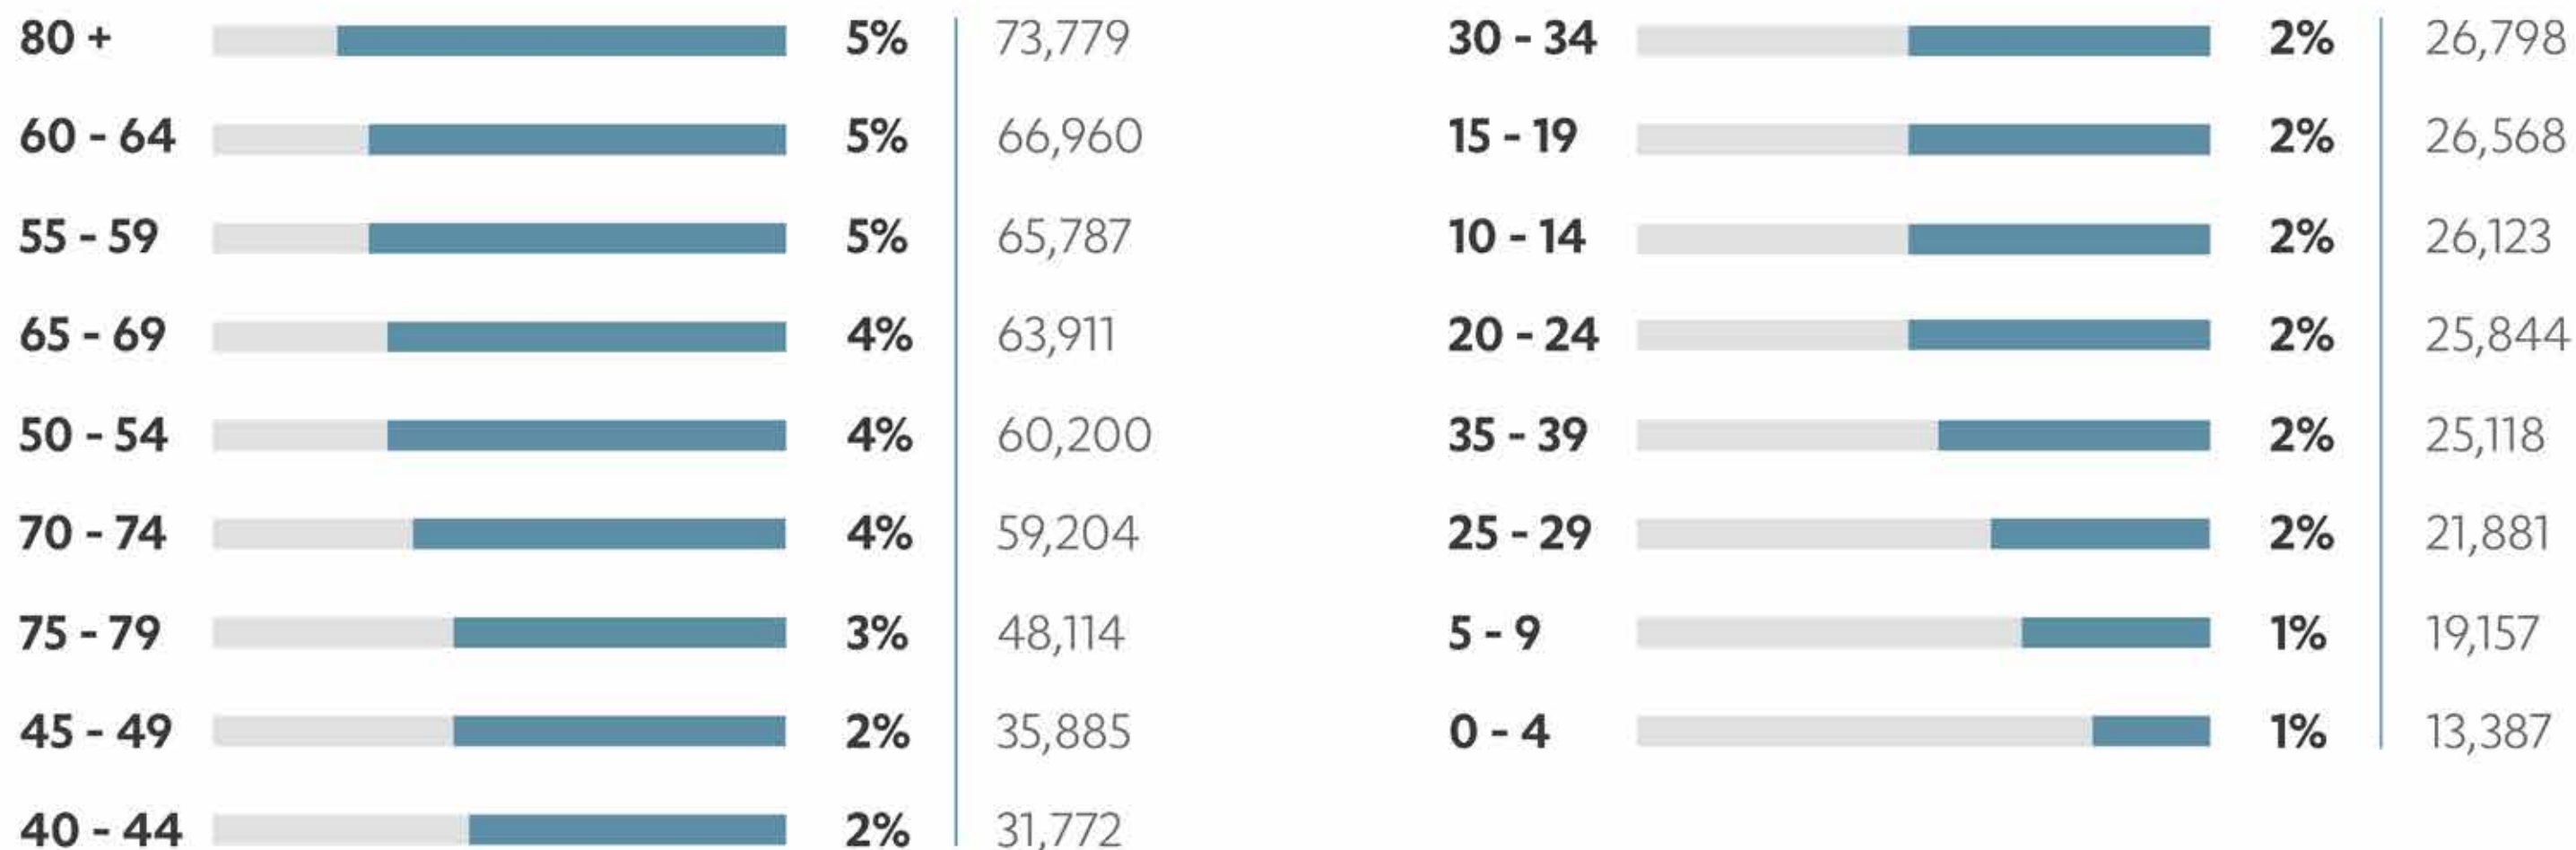 80 + 5% 73,779
60 - 64 5% 66,960
55 - 59 5% 65,787
65 - 69 4% 63,911
50 - 54 4% 60,200
70 - 74 4% 59,204
75 - 79 3% 48,114
45 - 49 2% 35,885
40 - 44 2% 31,772
30 - 34 2% 26,798
15 - 19 2% 26,568
10 - 14 2% 26,123
20 - 24 2% 25,844
35 - 39 2% 25,118
25 - 29 2% 21,881
5 - 9 1% 19,157
0 - 4 1% 13,387